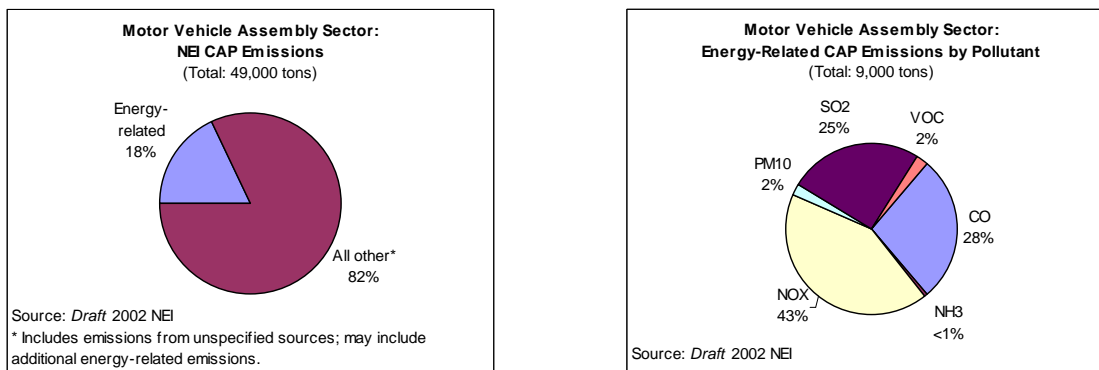 Motor Vehicle Assembly Sector:
NEI CAP Emissions
(Total: 49,000 tons)
Energy-
related
18%
All other*
82%
Source: Draft 2002 NEI
* Includes emissions from unspecified sources; may include
additional energy-related emissions.
Motor Vehicle Assembly Sector:
Energy-Related CAP Emissions by Pollutant
(Total: 9,000 tons)
SO2
25%
VOC
2%
PM10
2%
CO
28%
NOX
43%
NH3
<1%
Source: Draft 2002 NEI